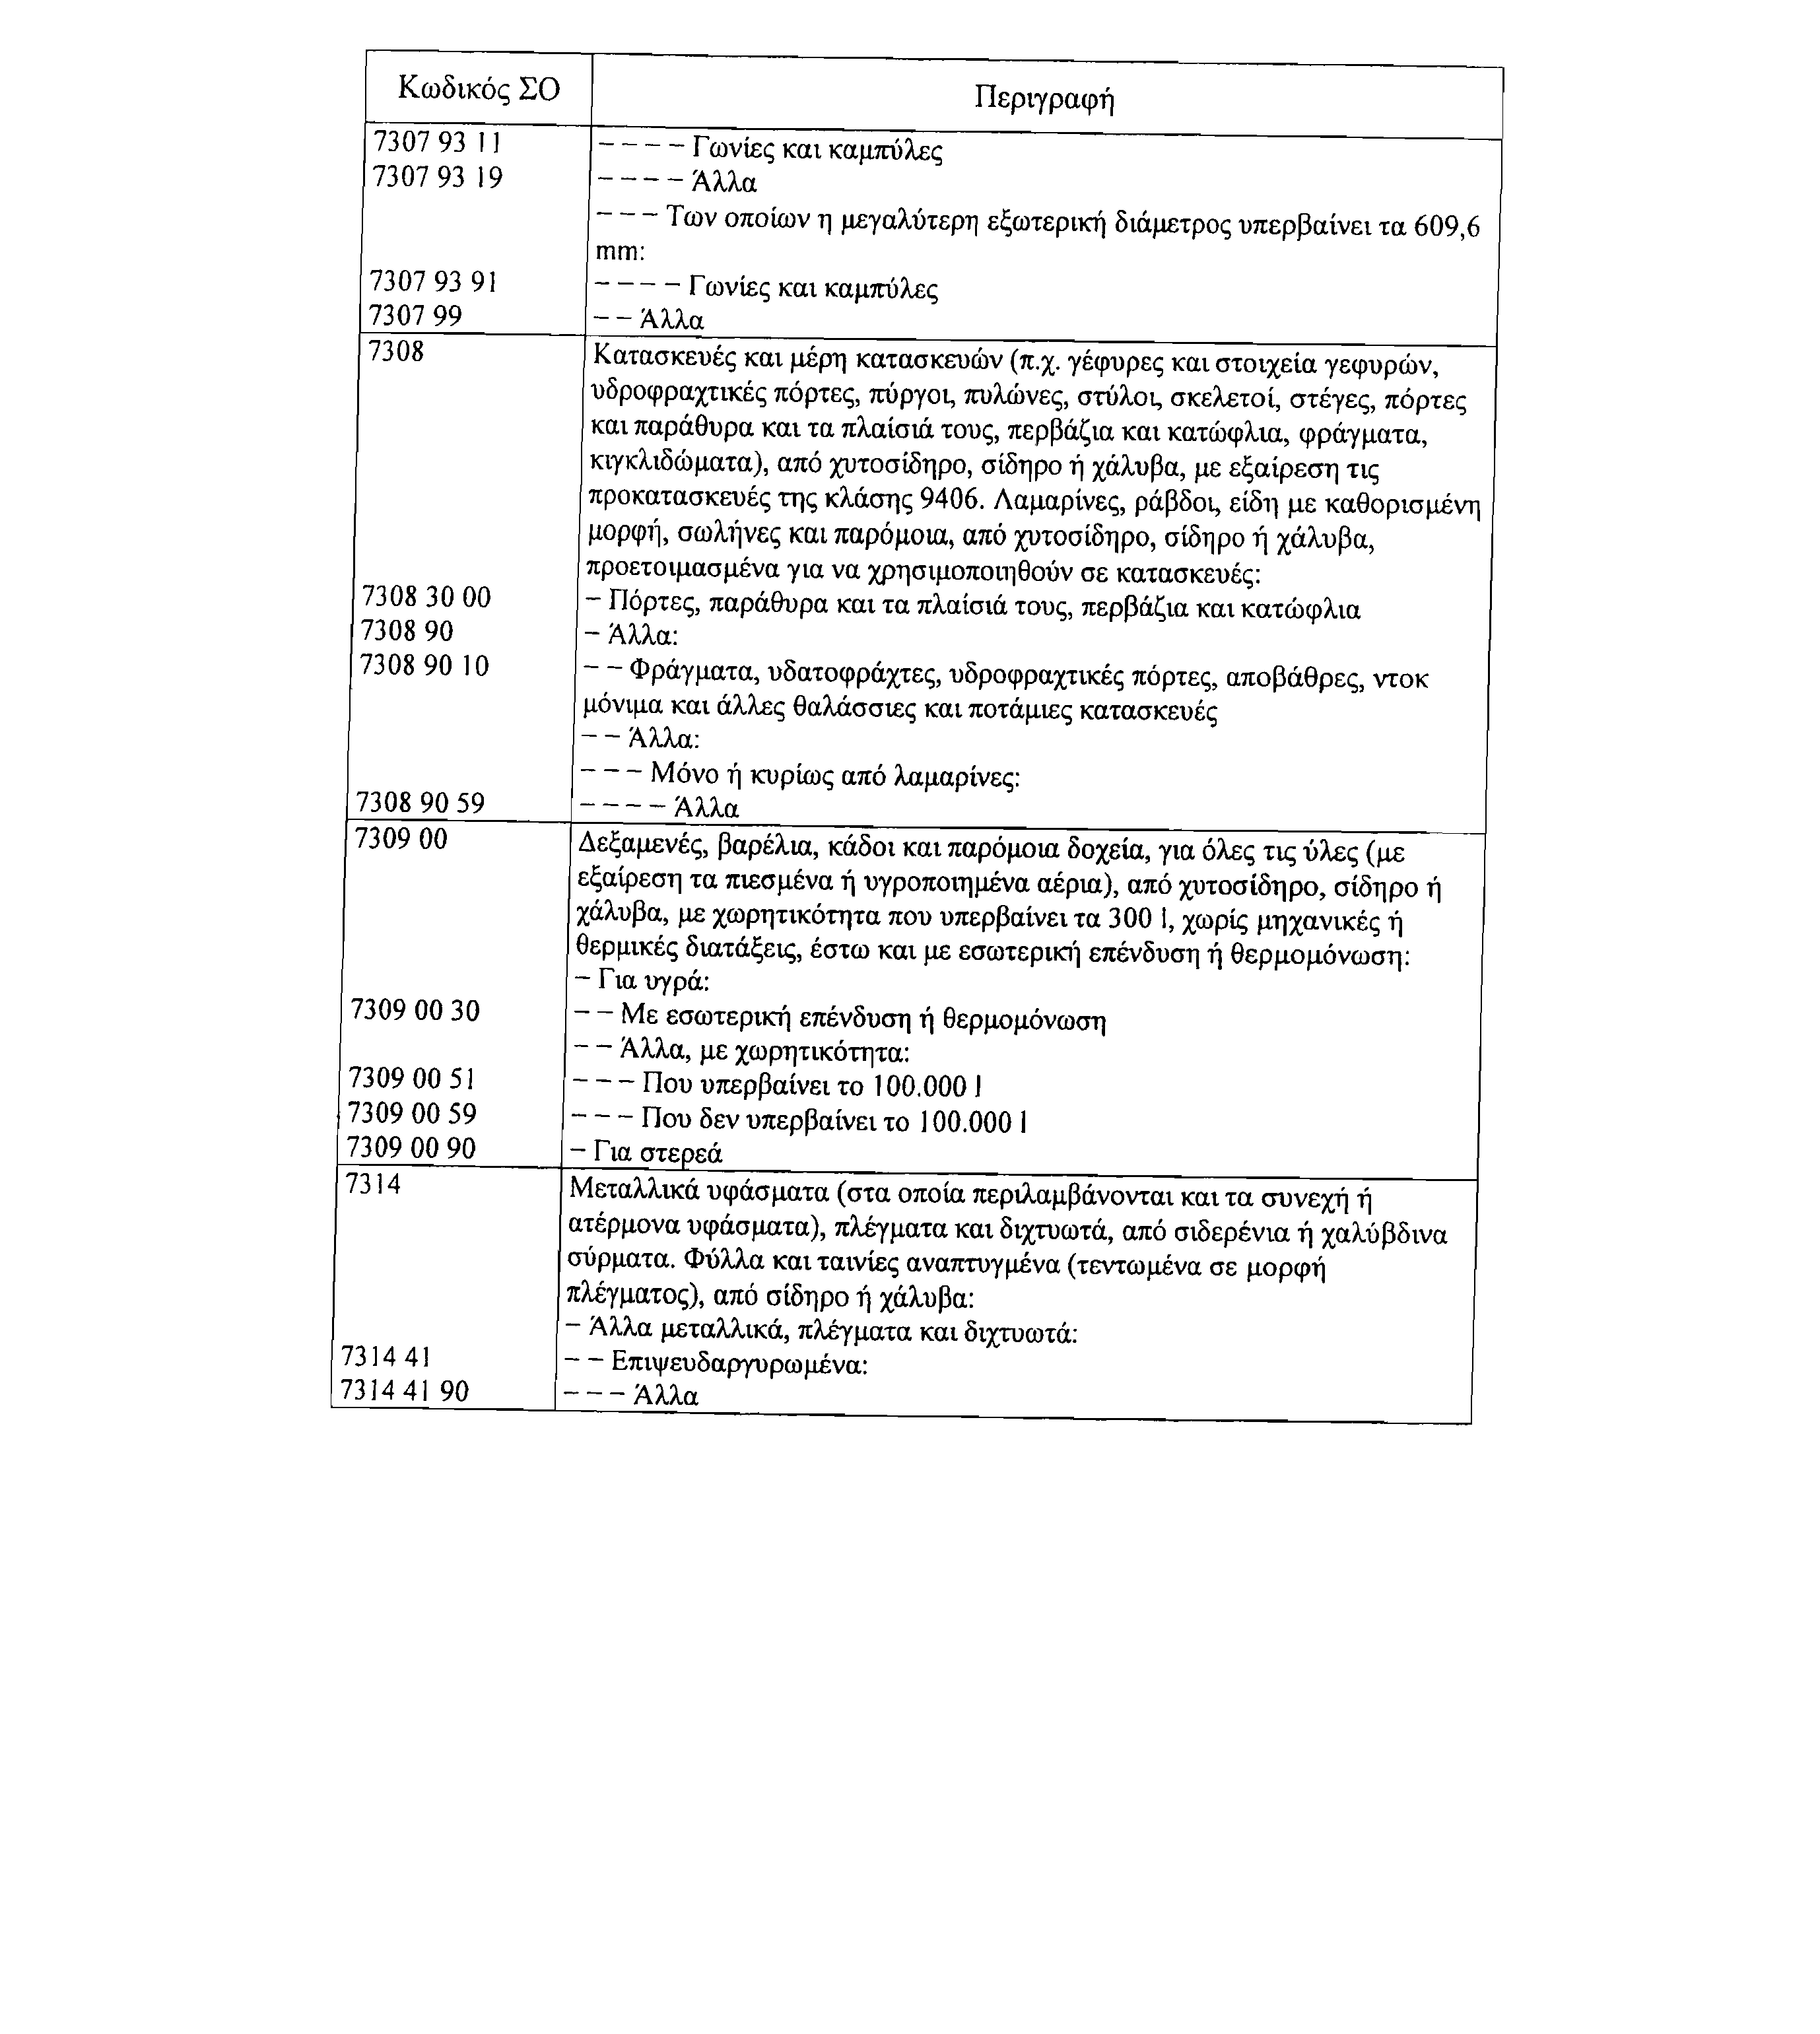 Κωδικός ΣΟ Περιγραφή
7307 93 11 – – – – Γωνίες και καμπύλες
7307 93 19 – – – – Άλλα
– – – Των οποίων η μεγαλύτερη εξωτερική διάμετρος υπερβαίνει τα 609,6
mm:
7307 93 91 – – – – Γωνίες και καμπύλες
7307 99 – – Άλλα
7308 Κατασκευές και μέρη κατασκευών (π.χ. γέφυρες και στοιχεία γεφυρών,
υδροφραχτικές πόρτες, πύργοι, πυλώνες, στύλοι, σκελετοί, στέγες, πόρτες
και παράθυρα και τα πλαίσιά τους, περβάζια και κατώφλια, φράγματα,
κιγκλιδώματα), από χυτοσίδηρο, σίδηρο ή χάλυβα, με εξαίρεση τις
προκατασκευές της κλάσης 9406. Λαμαρίνες, ράβδοι, είδη με καθορισμένη
μορφή, σωλήνες και παρόμοια, από χυτοσίδηρο, σίδηρο ή χάλυβα,
προετοιμασμένα για να χρησιμοποιηθούν σε κατασκευές:
7308 30 00 – Πόρτες, παράθυρα και τα πλαίσιά τους, περβάζια και κατώφλια
7308 90 – Άλλα:
7308 90 10 – – Φράγματα, υδατοφράχτες, υδροφραχτικές πόρτες, αποβάθρες, ντοκ
μόνιμα και άλλες θαλάσσιες και ποτάμιες κατασκευές
– – Άλλα:
– – – Μόνο ή κυρίως από λαμαρίνες:
7308 90 59 – – – – Άλλα
7309 00 Δεξαμενές, βαρέλια, κάδοι και παρόμοια δοχεία, για όλες τις ύλες (με
εξαίρεση τα πιεσμένα ή υγροποιημένα αέρια), από χυτοσίδηρο, σίδηρο ή
χάλυβα, με χωρητικότητα που υπερβαίνει τα 300 l, χωρίς μηχανικές ή
θερμικές διατάξεις, έστω και με εσωτερική επένδυση ή θερμομόνωση:
– Για υγρά:
7309 00 30 – – Με εσωτερική επένδυση ή θερμομόνωση
– – Άλλα, με χωρητικότητα:
7309 00 51 – – – Που υπερβαίνει το 100.000 l
7309 00 59 – – – Που δεν υπερβαίνει το 100.000 l
7309 00 90 – Για στερεά
7314 Μεταλλικά υφάσματα (στα οποία περιλαμβάνονται και τα συνεχή ή
ατέρμονα υφάσματα), πλέγματα και διχτυωτά, από σιδερένια ή χαλύβδινα
σύρματα. Φύλλα και ταινίες αναπτυγμένα (τεντωμένα σε μορφή
πλέγματος), από σίδηρο ή χάλυβα:
– Άλλα μεταλλικά, πλέγματα και διχτυωτά:
7314 41 – – Επιψευδαργυρωμένα:
7314 41 90 – – – Άλλα